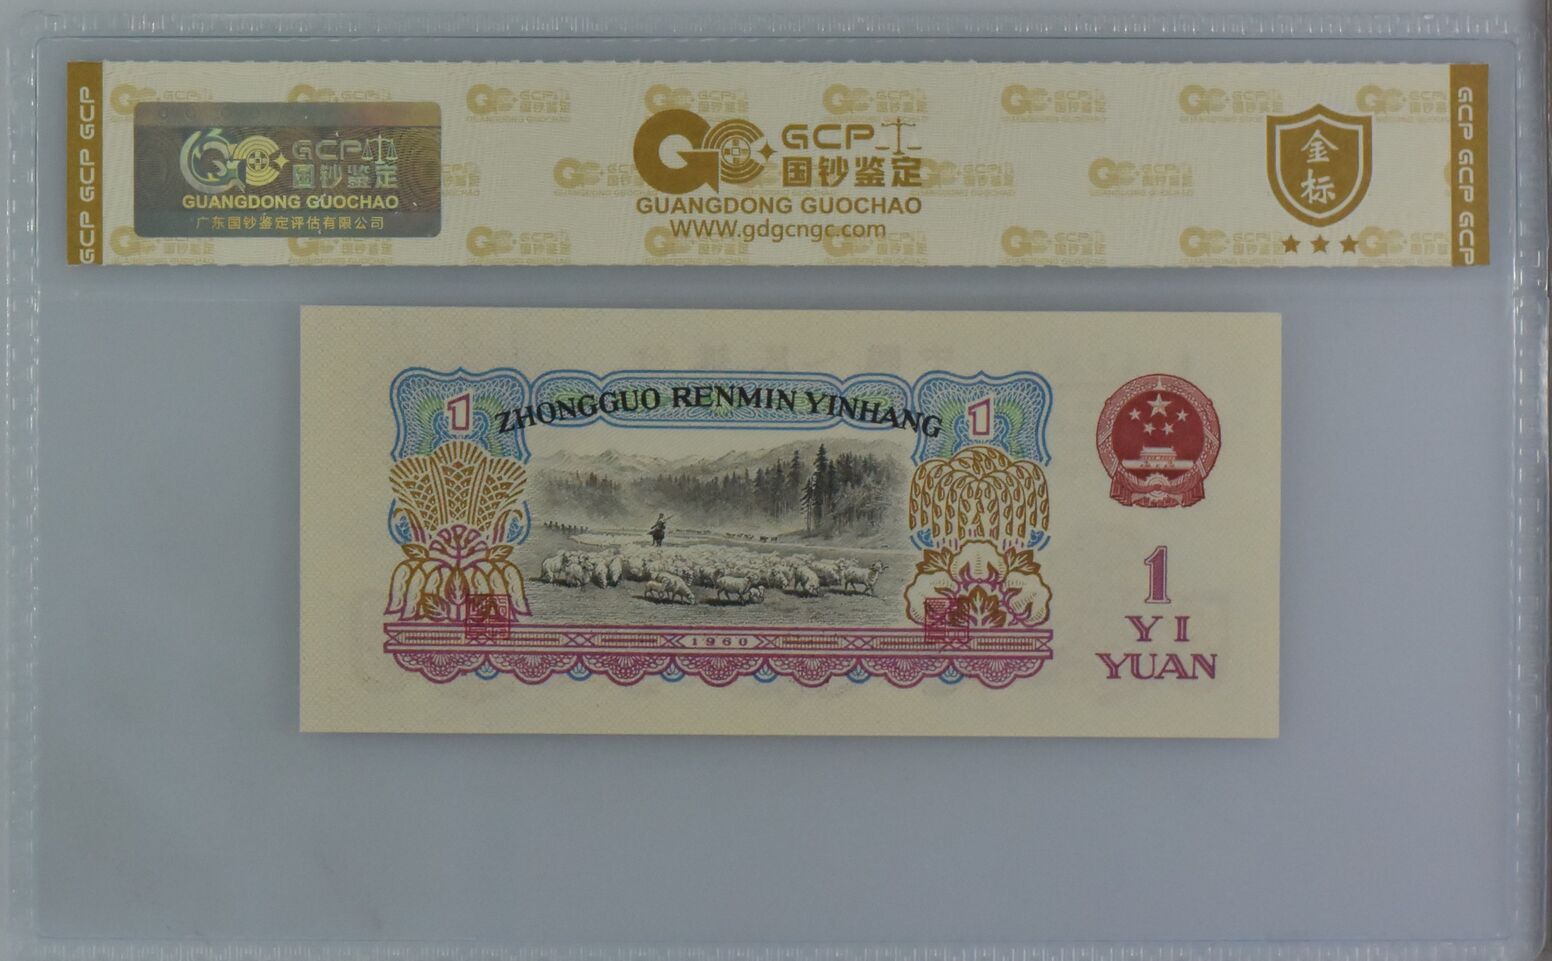 GCP GCP GCP
GCP
国钞鉴定
GUANGDONG GUOCHAO
广东国钞鉴定评估有限公司
GCP
国钞鉴定
GUANGDONG GUOCHAO
WWW.gdgcngc.com
金标
GCP GCP GCP
ZHONGGUO RENMIN YINHANG
1
1
1960
1
YI
YUAN